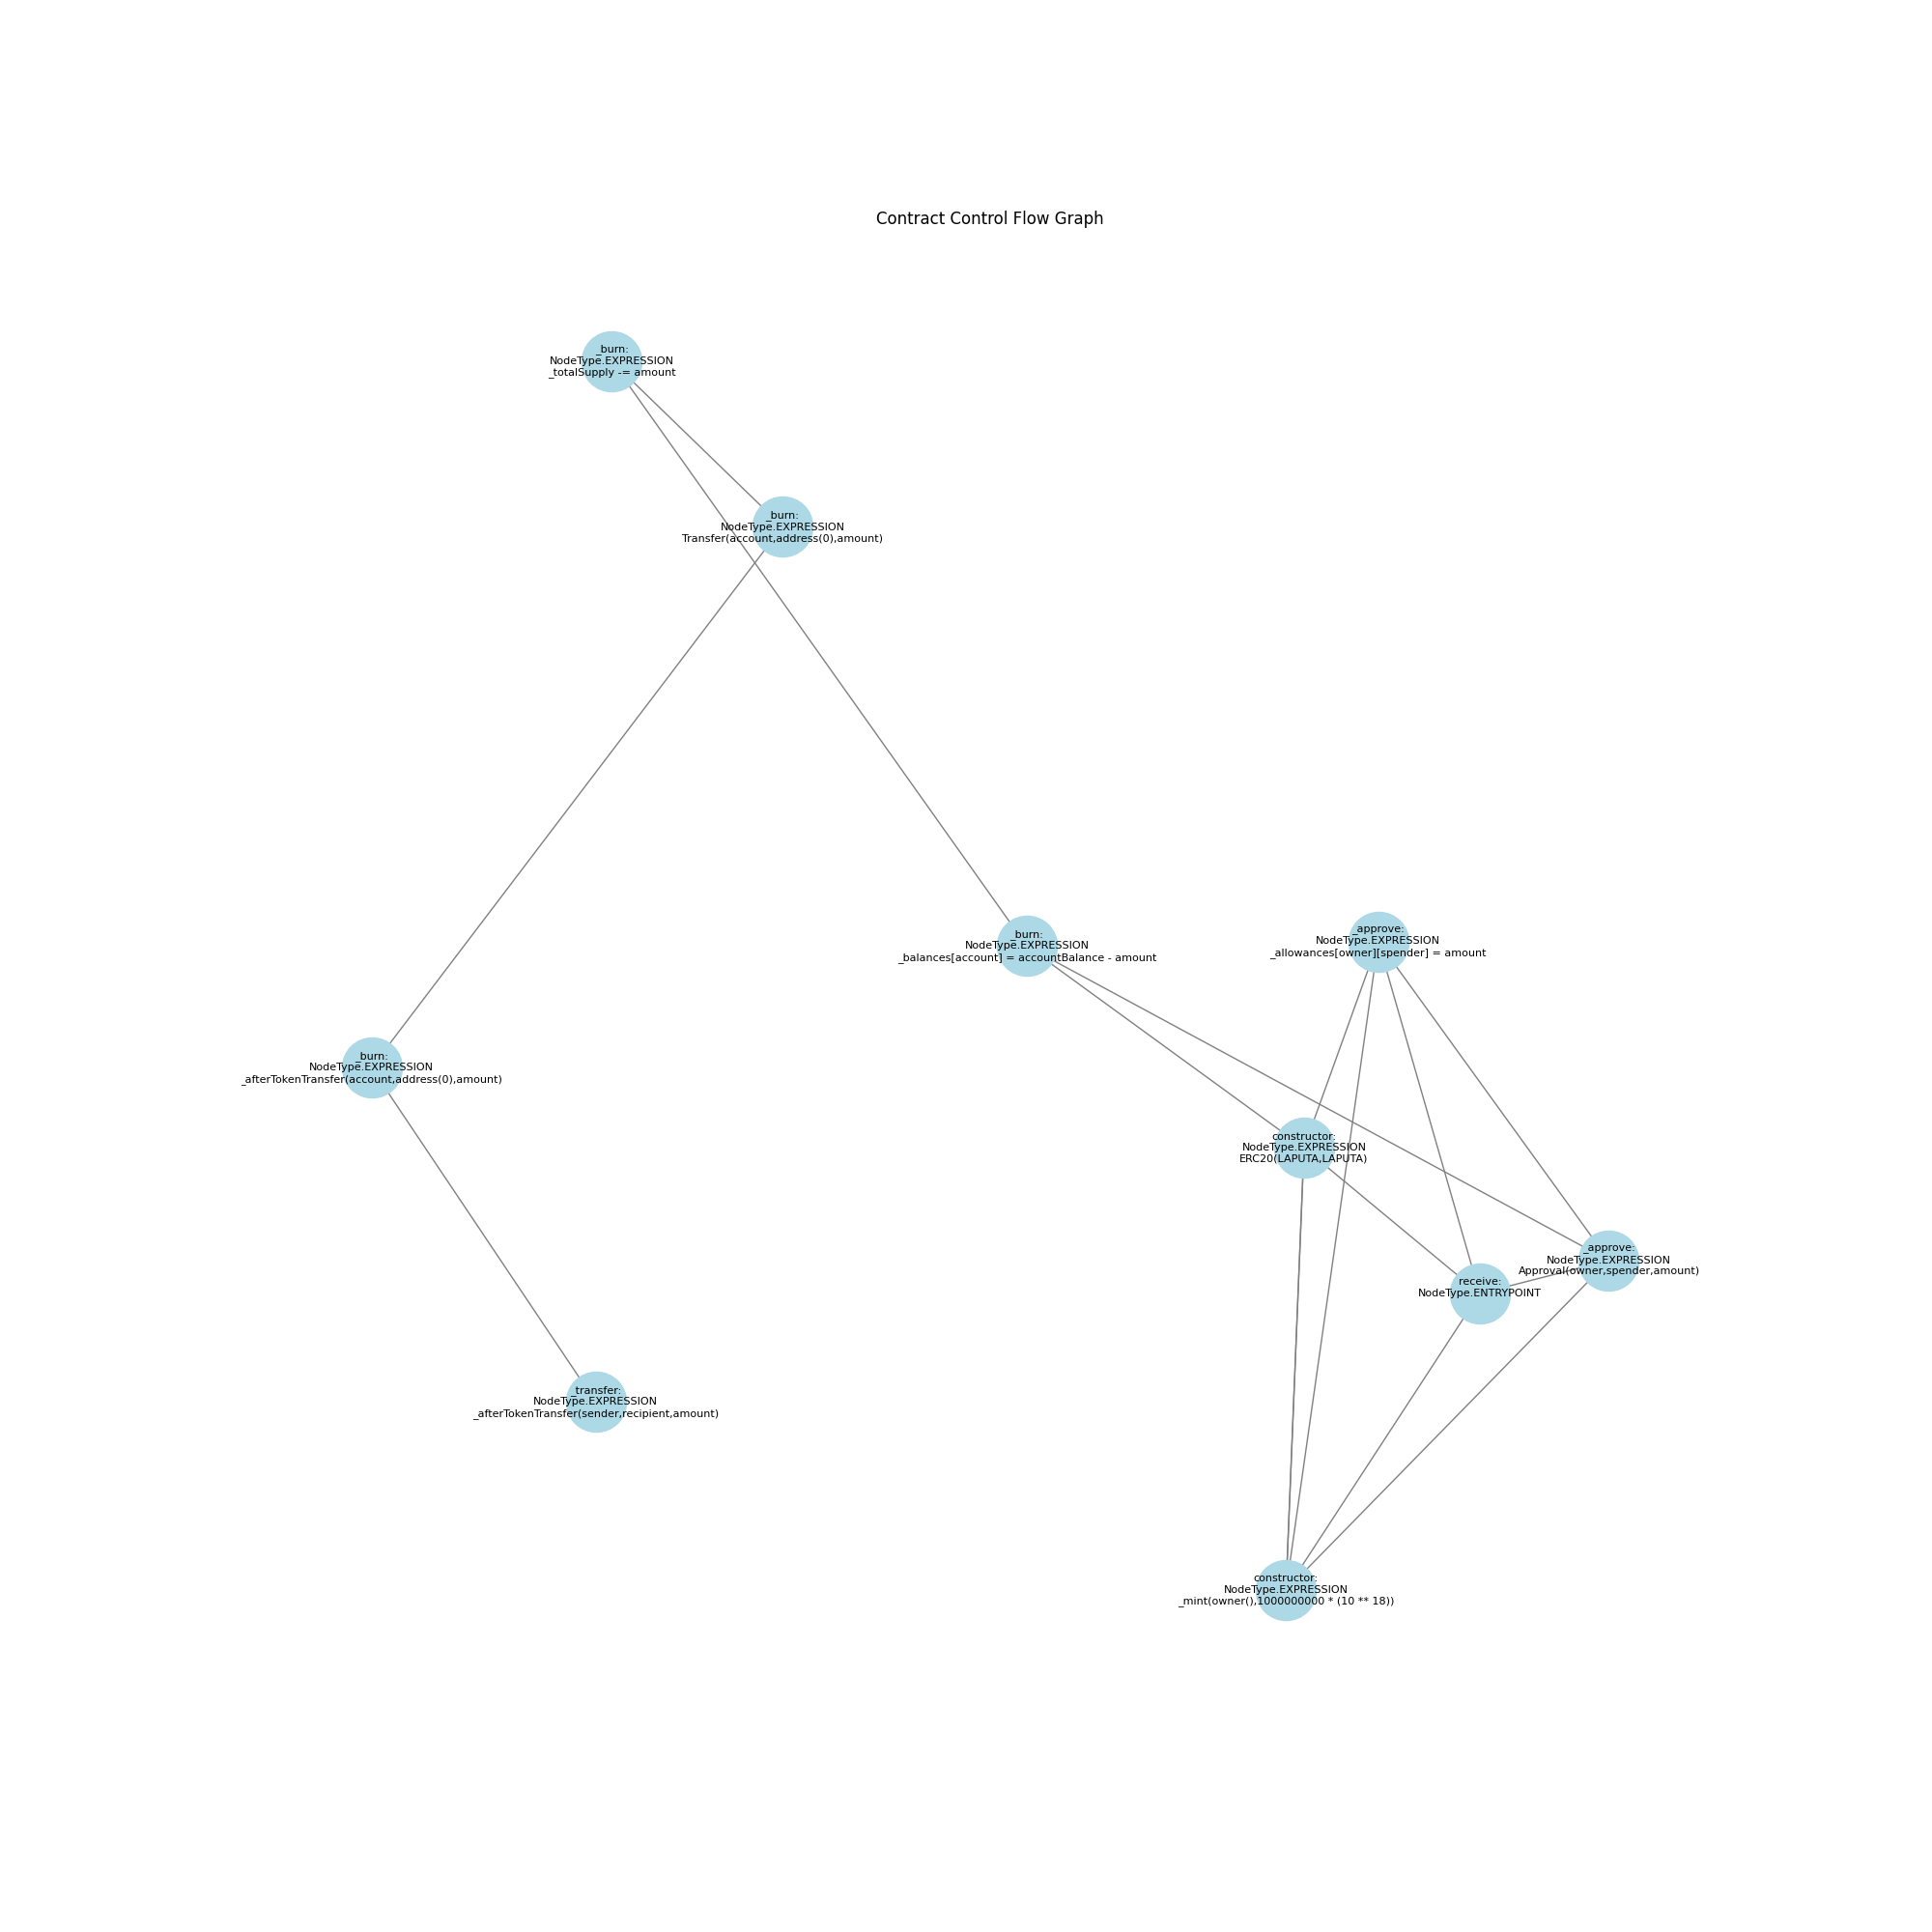 Contract Control Flow Graph
_burn:
NodeType.EXPRESSION
_totalSupply -= amount
_burn:
NodeType.EXPRESSION
Transfer(account,address(0),amount)
_burn:
NodeType.EXPRESSION
_balances[account] = accountBalance - amount
_approve:
NodeType.EXPRESSION
_allowances[owner][spender] = amount
_burn:
NodeType.EXPRESSION
_afterTokenTransfer(account,address(0),amount)
constructor:
NodeType.EXPRESSION
ERC20(LAPUTA,LAPUTA)
_approve:
NodeType.EXPRESSION
Approval(owner,spender,amount)
receive:
NodeType.ENTRYPOINT
_transfer:
NodeType.EXPRESSION
_afterTokenTransfer(sender,recipient,amount)
constructor:
NodeType.EXPRESSION
_mint(owner(),1000000000 * (10 ** 18))